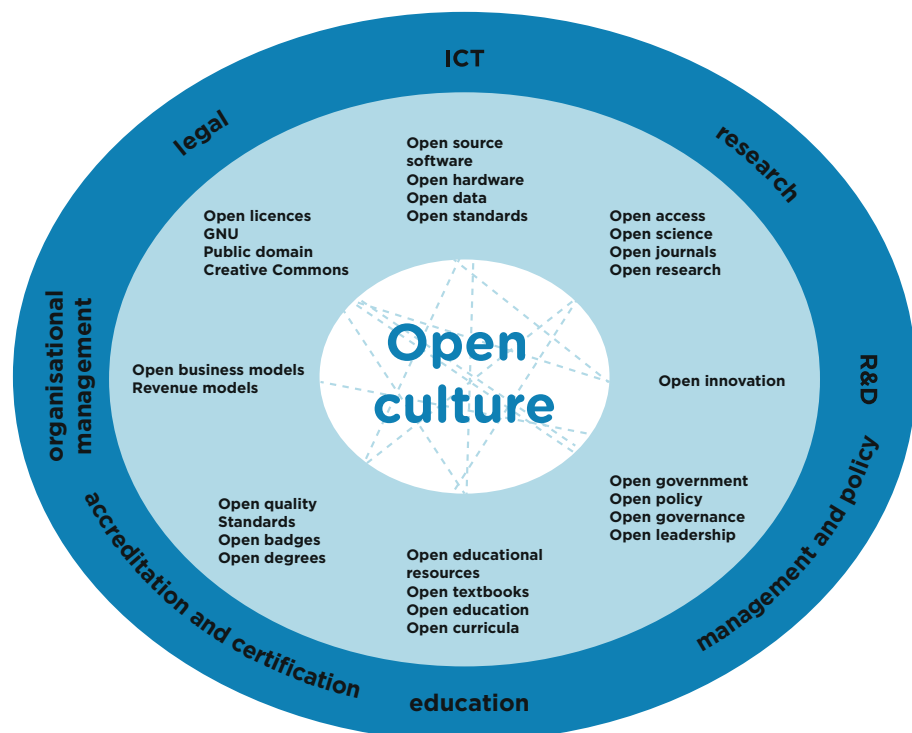 ICT
legal
research
Open source
software
Open hardware
Open data
Open standards
Open licences
GNU
Public domain
Creative Commons
Open access
Open science
Open journals
Open research
organisational
management
Open business models
Revenue models
Open
culture
Open innovation
R&D
Open quality
Standards
Open badges
Open degrees
Open government
Open policy
Open governance
Open leadership
management and policy
accreditation and certification
Open educational
resources
Open textbooks
Open education
Open curricula
education